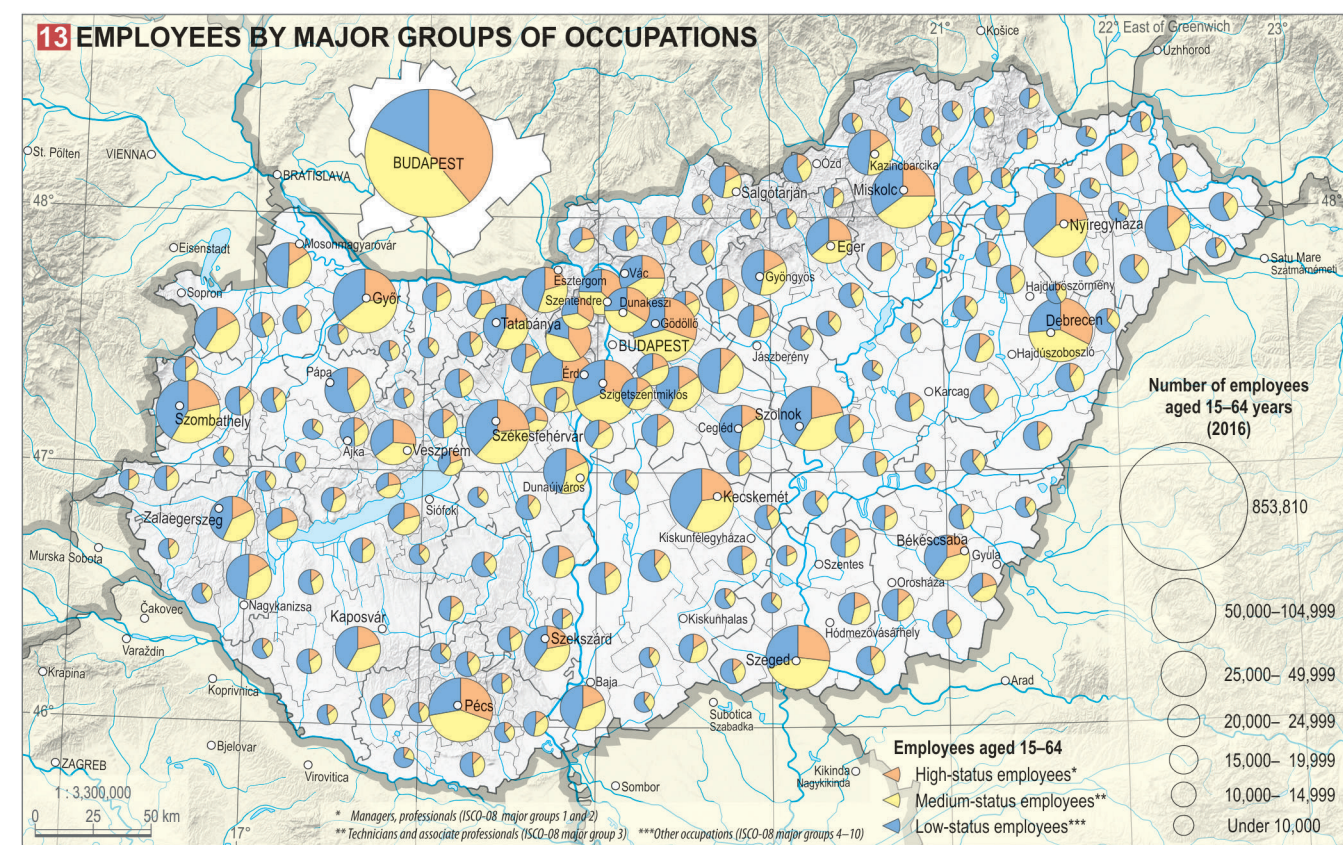 13 EMPLOYEES BY MAJOR GROUPS OF OCCUPATIONS
21
22 East of Greenwich
23
Košice
Uzhhorod
St. Pölten
VIENNA
BRATISLAVA
BUDAPEST
48°
48°
Ózd
Kazincbarcika
Miskolc
Salgótarján
Nyíregyháza
Eisenstadt
Mosonmagyaróvár
Eger
Satu Mare
Szatmárnémeti
Sopron
Győr
Esztergom
Vác
Gyöngyös
Hajdúböszörmény
Szentendre
Dunakeszi
Tatabánya
Gödöllő
Debrecen
BUDAPEST
Jászberény
Hajdúszoboszló
Pápa
Érd
Szigetszentmiklós
Karcag
Szombathely
Székesfehérvár
Cegléd
Szolnok
Ajka
Veszprém
47°
47°
Dunaújváros
Kecskemét
Zalaegerszeg
Siófok
Kiskunfélegyháza
Békéscsaba
Gyula
Murska Sobota
Szentes
Orosháza
Nagykanizsa
Čakovec
Kaposvár
Kiskunhalas
Hódmezővásárhely
Varaždin
Szekszárd
Szeged
Krapina
Koprivnica
Baja
Arad
Pécs
46°
46°
Subotica
Szabadka
Bjelovar
ZAGREB
Virovitica
Sombor
Kikinda
Nagykikinda
Number of employees
aged 15–64 years
(2016)
853,810
50,000–104,999
25,000– 49,999
20,000– 24,999
15,000– 19,999
10,000– 14,999
Under 10,000
Employees aged 15–64
High-status employees*
Medium-status employees**
Low-status employees***
1 : 3,300,000
0 25 50 km
17°
* Managers, professionals (ISCO-08 major groups 1 and 2)
** Technicians and associate professionals (ISCO-08 major group 3) ***Other occupations (ISCO-08 major groups 4–10)